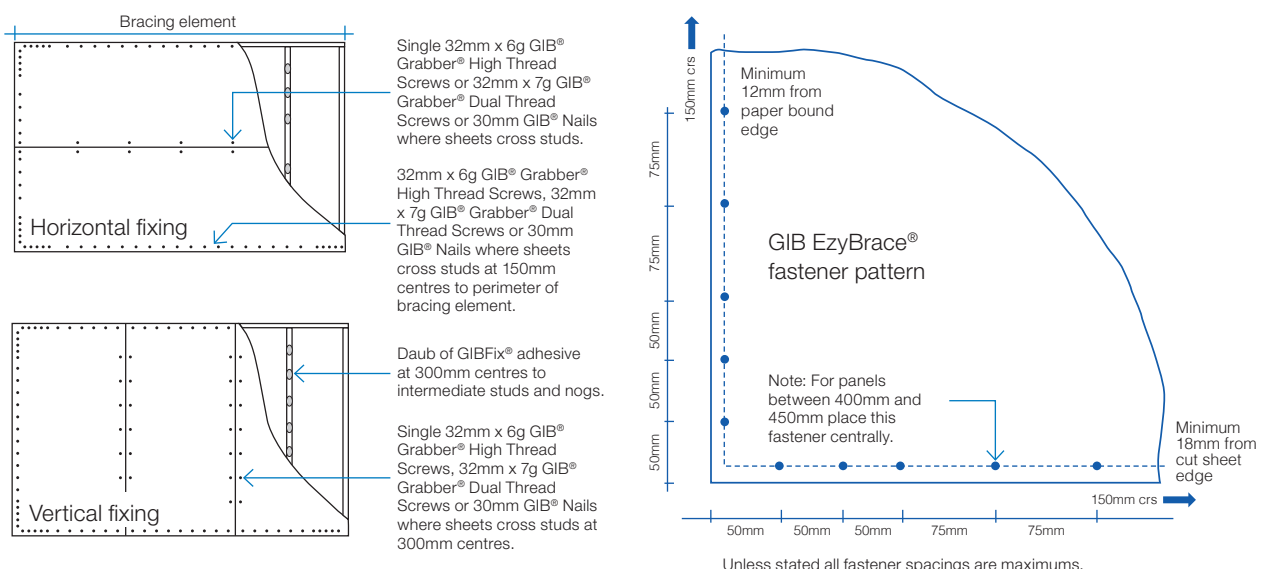 Bracing element
Single 32mm x 6g GIB®
Grabber® High Thread
Screws or 32mm x 7g GIB®
Grabber® Dual Thread
Screws or 30mm GIB® Nails
where sheets cross studs.
32mm x 6g GIB® Grabber®
High Thread Screws, 32mm
x 7g GIB® Grabber® Dual
Thread Screws or 30mm
GIB® Nails where sheets
cross studs at 150mm
centres to perimeter of
bracing element.
Horizontal fixing
Daub of GIBFix® adhesive
at 300mm centres to
intermediate studs and nogs.
Single 32mm x 6g GIB®
Grabber® High Thread
Screws, 32mm x 7g GIB®
Grabber® Dual Thread
Screws or 30mm GIB® Nails
where sheets cross studs at
300mm centres.
Vertical fixing
150mm crs
Minimum
12mm from
paper bound
edge
75mm
75mm
50mm
50mm
50mm
GIB EzyBrace®
fastener pattern
Note: For panels
between 400mm and
450mm place this
fastener centrally.
Minimum
18mm from
cut sheet
edge
150mm crs
50mm
50mm
50mm
75mm
75mm
Unless stated all fastener spacings are maximums.